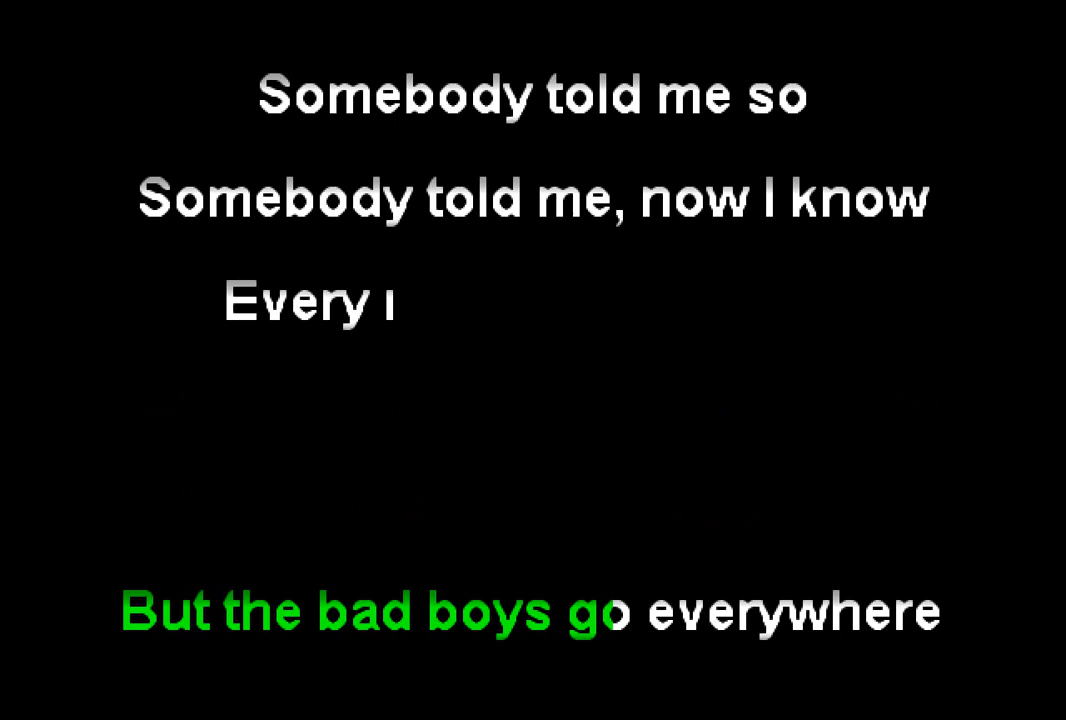 Somebody told me so
Somebody told me, now I know
Every
But the bad boys go everywhere